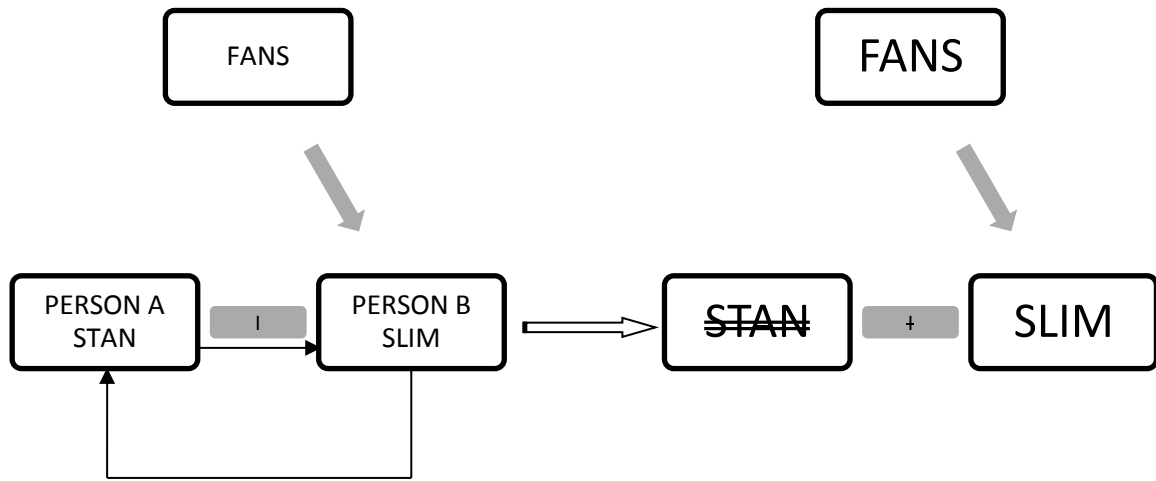 FANS
FANS
PERSON A
STAN
I
PERSON B
SLIM
STAN
I
SLIM